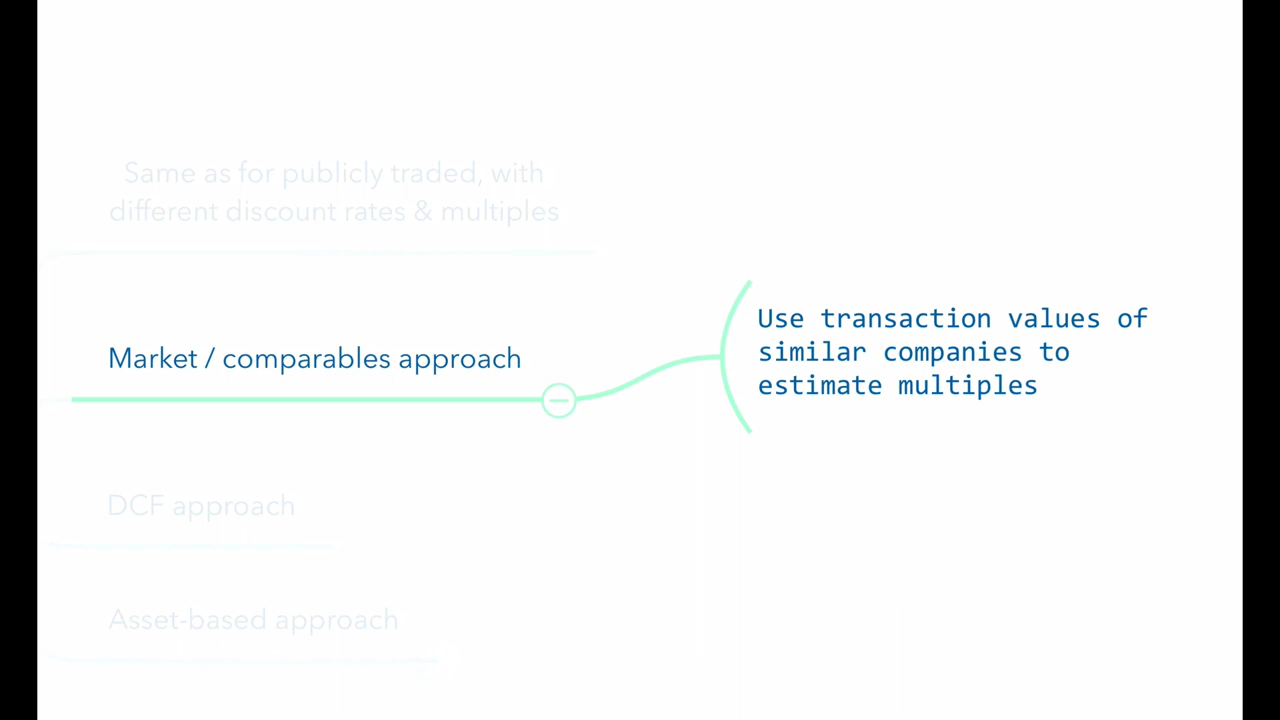 Same as for publicly traded, with
different discount rates & multiples
Market / comparables approach
Use transaction values of
similar companies to
estimate multiples
DCF approach
Asset-based approach